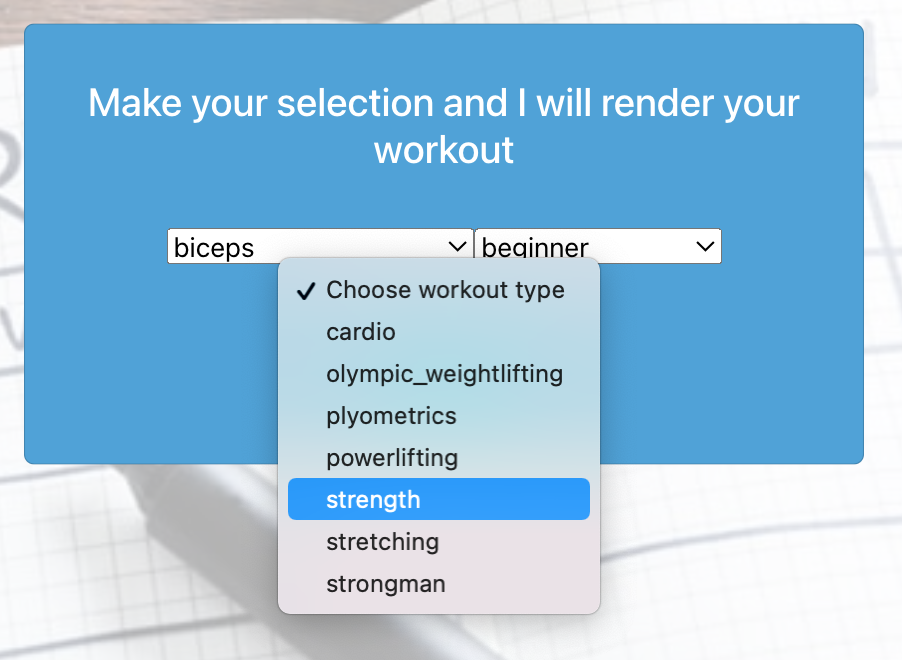 Make your selection and I will render your
workout
biceps beginner
Choose workout type
cardio
olympic_weightlifting
plyometrics
powerlifting
strength
stretching
strongman